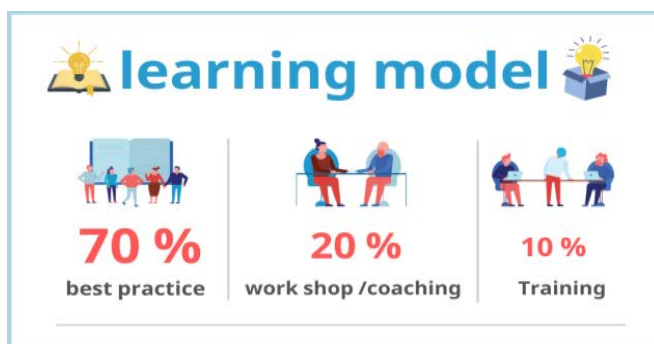 learning model
70 %
20 %
10 %
best practice
work shop /coaching
Training